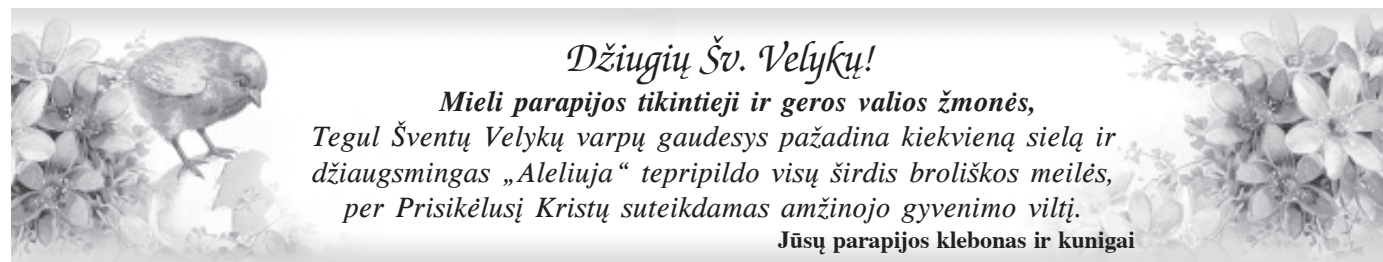 Džiugių Šv. Velykų!
Mieli parapijos tikintieji ir geros valios žmonės,
Tegul Šventų Velykų varpų gaudesys pažadina kiekvieną sielą ir
džiaugsmingas „Aleliuja“ tepripildo visų širdis broliškos meilės,
per Prisikėlusį Kristų suteikdamas amžinojo gyvenimo viltį.
Jūsų parapijos klebonas ir kunigai